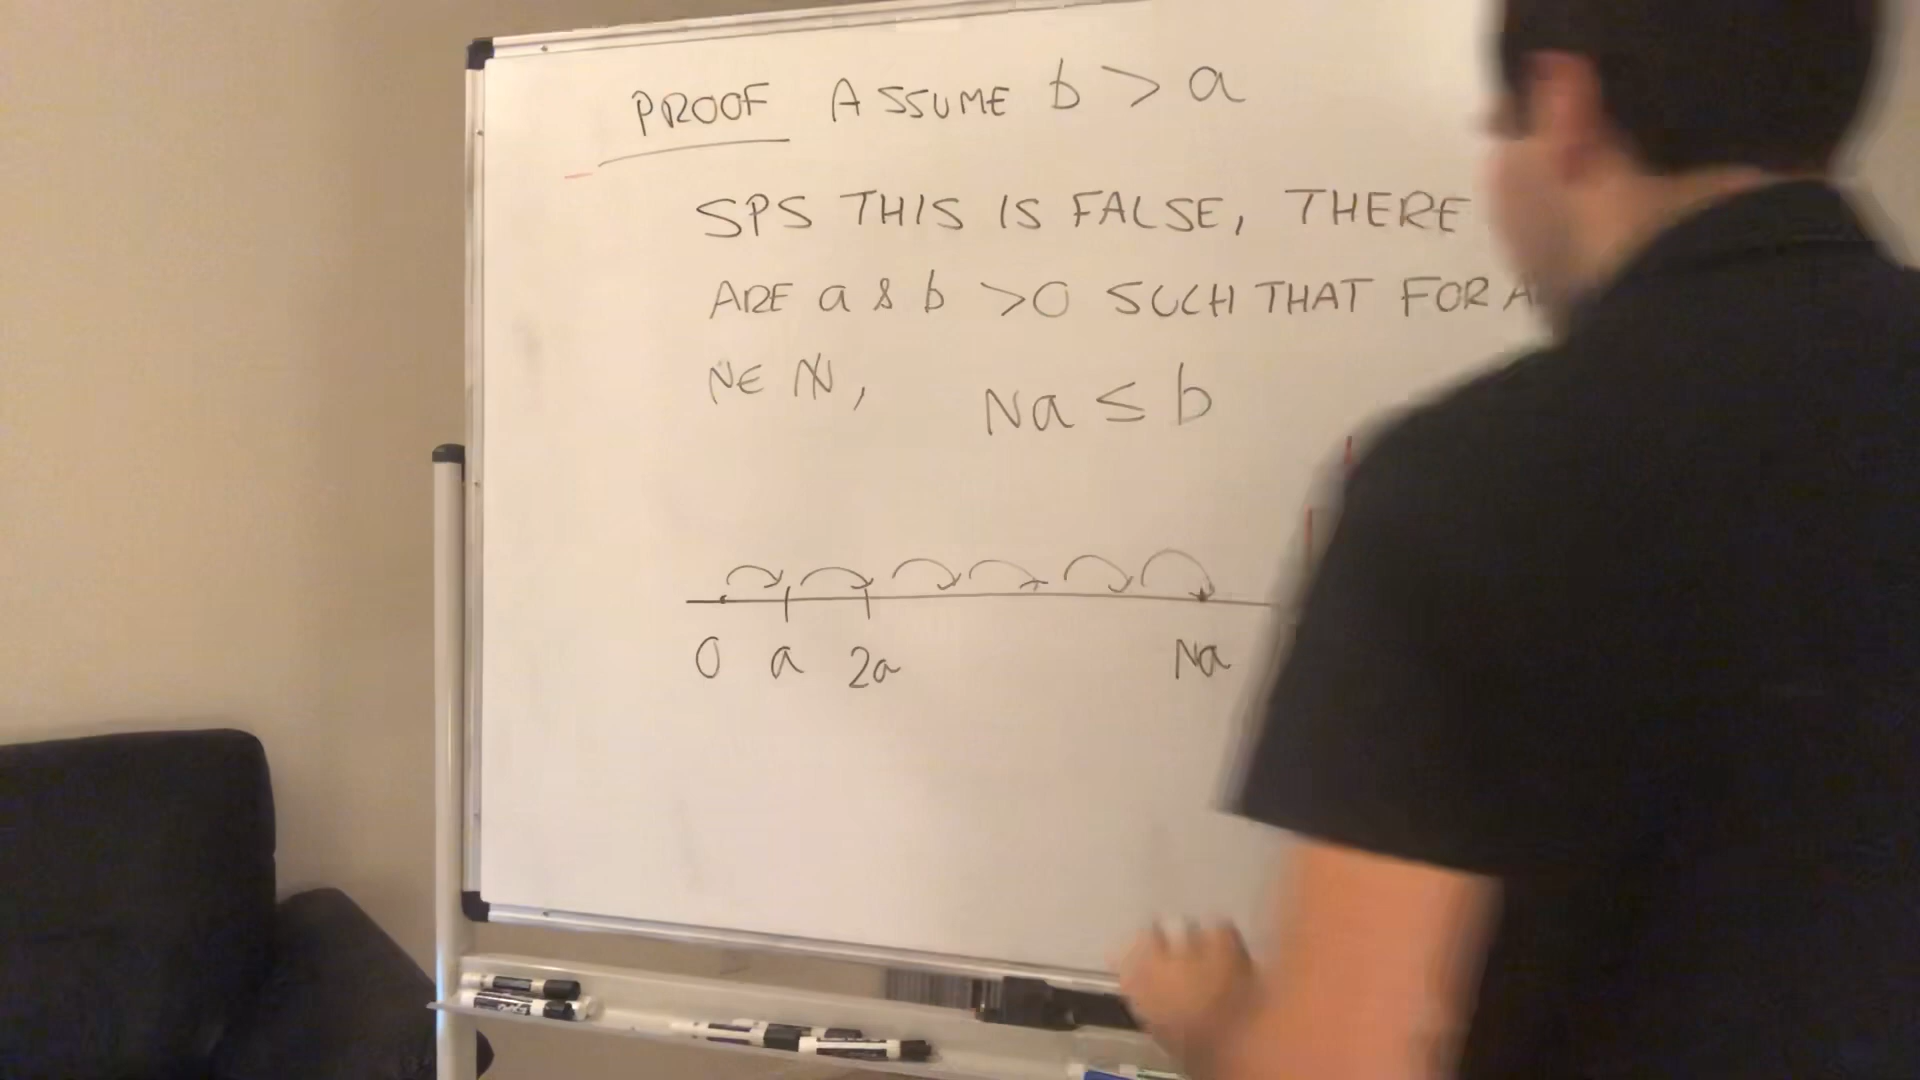 PROOF ASSUME b > a
SPS THIS IS FALSE, THERE
ARE a & b >0 SUCH THAT FOR
N∈ ℕ, Na ≤ b
0 a 2a Na